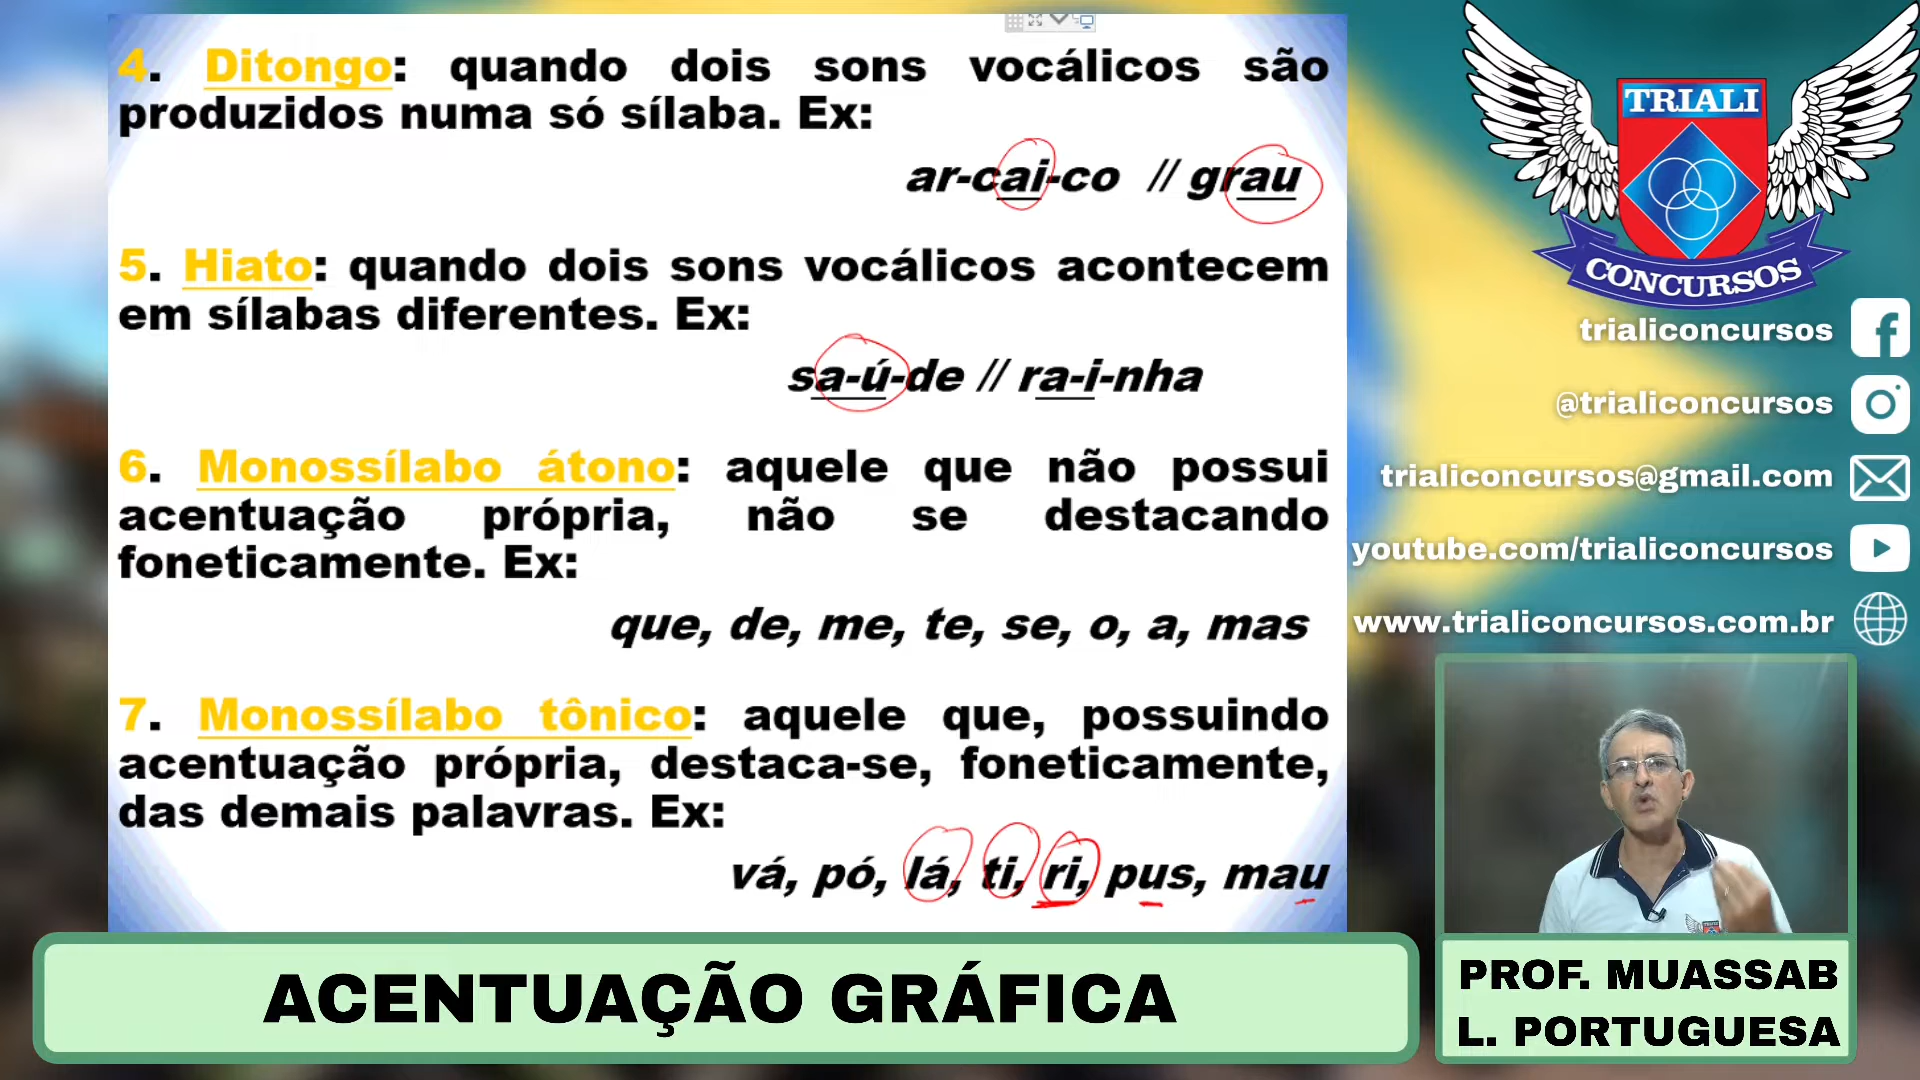 4. Ditongo: quando dois sons vocálicos são
produzidos numa só sílaba. Ex:
ar-cai-co // grau
5. Hiato: quando dois sons vocálicos acontecem
em sílabas diferentes. Ex:
sa-ú-de // ra-i-nha
6. Monossílabo átono: aquele que não possui
acentuação própria, não se destacando
foneticamente. Ex:
que, de, me, te, se, o, a, mas
7. Monossílabo tônico: aquele que, possuindo
acentuação própria, destaca-se, foneticamente,
das demais palavras. Ex:
vá, pó, lá, ti, ri, pus, mau
ACENTUAÇÃO GRÁFICA
TRIALI
CONCURSOS
trialiconcursos
@trialiconcursos
trialiconcursos@gmail.com
youtube.com/trialiconcursos
www.trialiconcursos.com.br
PROF. MUASSAB
L. PORTUGUESA